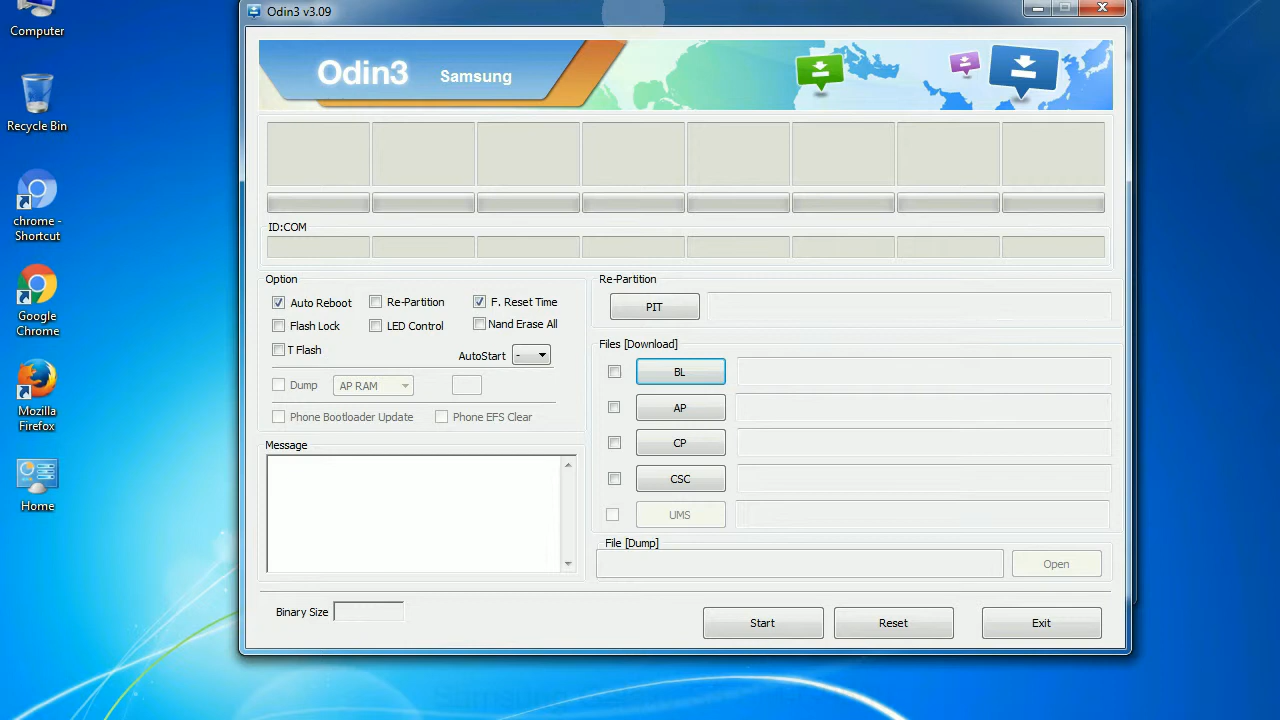 Computer
Recycle Bin
chrome -
Shortcut
Google
Chrome
Mozilla
Firefox
Home
Odin3 v3.09
Odin3 Samsung
ID:COM
Option
Auto Reboot Re-Partition F. Reset Time
Flash Lock LED Control Nand Erase All
T Flash AutoStart -
Dump AP RAM
Phone Bootloader Update Phone EFS Clear
Message
Binary Size
Re-Partition
PIT
Files [Download]
BL
AP
CP
CSC
UMS
File [Dump]
Open
Start Reset Exit
Samsung